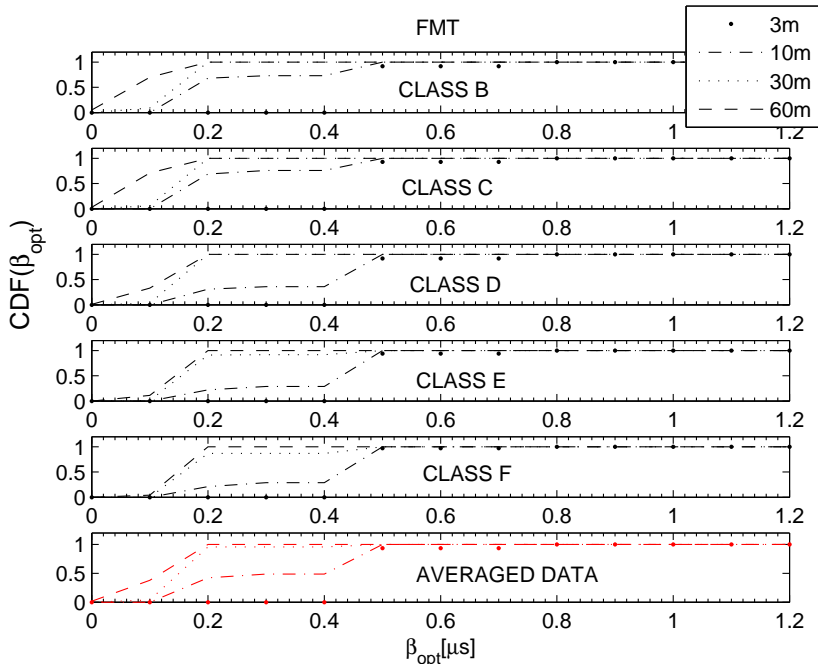 FMT
3m
10m
30m
60m
1
0.5
0
CLASS B
0 0.2 0.4 0.6 0.8 1 1.2
1
0.5
0
CLASS C
0 0.2 0.4 0.6 0.8 1 1.2
CDF(β_opt)
1
0.5
0
CLASS D
0 0.2 0.4 0.6 0.8 1 1.2
1
0.5
0
CLASS E
0 0.2 0.4 0.6 0.8 1 1.2
1
0.5
0
CLASS F
0 0.2 0.4 0.6 0.8 1 1.2
1
0.5
0
AVERAGED DATA
0 0.2 0.4 0.6 0.8 1 1.2
β_opt[μs]